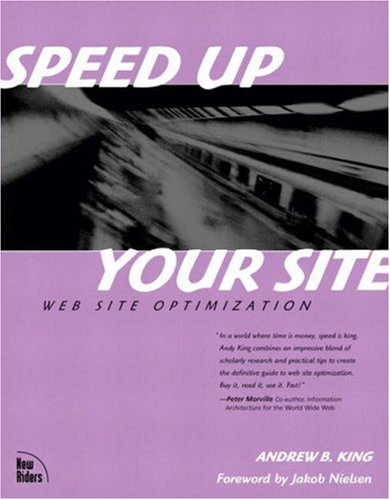 SPEED UP
YOUR SITE
WEB SITE OPTIMIZATION
"In a world where time is money, speed is king.
Andy King combines an impressive blend of
scholarly research and practical tips to create
the definitive guide to web site optimization.
Buy it, read it, use it. Fast!"
—Peter Morville Co-author, Information
Architecture for the World Wide Web
ANDREW B. KING
Foreword by Jakob Nielsen
New
Riders